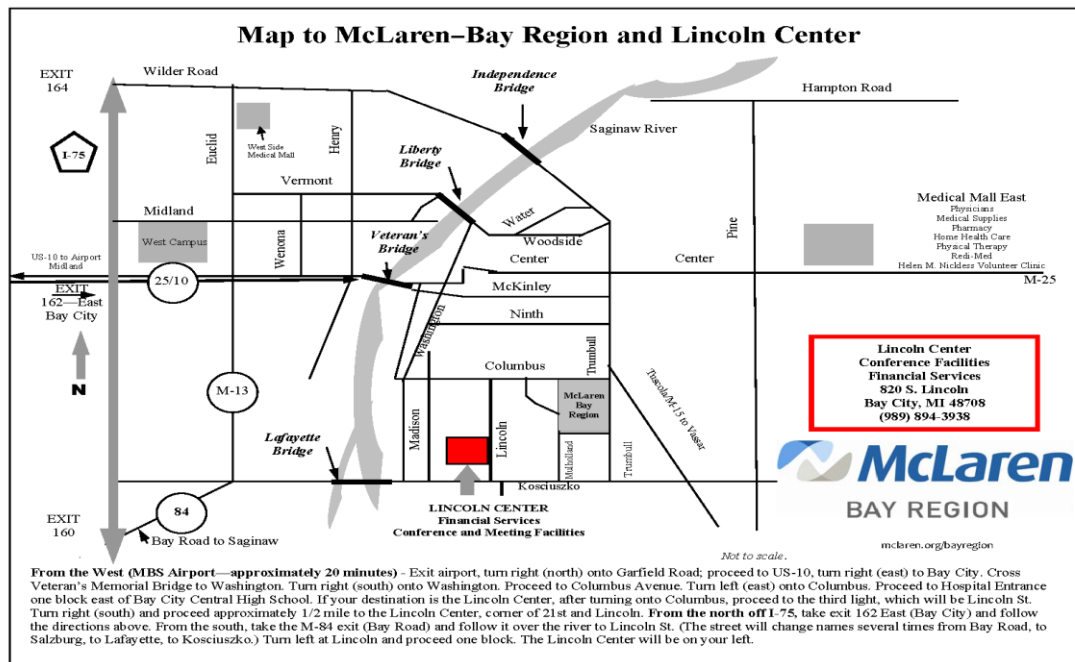 Map to McLaren–Bay Region and Lincoln Center
EXIT
164
Wilder Road
Independence
Bridge
Hampton Road
I-75
Euclid
West Side
Medical Mall
Henry
Saginaw River
Liberty
Bridge
Vermont
Midland
West Campus
Wenona
Veteran's
Bridge
Water
Woodside
Pine
Medical Mall East
Physicians
Medical Supplies
Pharmacy
Home Health Care
Physical Therapy
Redi-Med
Helen M. Nickless Volunteer Clinic
US-10 to Airport
Midland
25/10
Center
Center
M-25
EXIT
162—East
Bay City
McKinley
Ninth
Washington
Columbus
Trumbull
N
M-13
Lincoln Center
Conference Facilities
Financial Services
820 S. Lincoln
Bay City, MI 48708
(989) 894-3938
McLaren
Bay
Region
Tuscola/M-15 to Vassar
Lafayette
Bridge
Madison
Lincoln
Mulholland
Trumbull
Kosciuszko
McLaren
BAY REGION
mclaren.org/bayregion
84
EXIT
160
Bay Road to Saginaw
LINCOLN CENTER
Financial Services
Conference and Meeting Facilities
Not to scale.
From the West (MBS Airport—approximately 20 minutes) - Exit airport, turn right (north) onto Garfield Road; proceed to US-10, turn right (east) to Bay City. Cross
Veteran's Memorial Bridge to Washington. Turn right (south) onto Washington. Proceed to Columbus Avenue. Turn left (east) onto Columbus. Proceed to Hospital Entrance
one block east of Bay City Central High School. If your destination is the Lincoln Center, after turning onto Columbus, proceed to the third light, which will be Lincoln St.
Turn right (south) and proceed approximately 1/2 mile to the Lincoln Center, corner of 21st and Lincoln. From the north off I-75, take exit 162 East (Bay City) and follow
the directions above. From the south, take the M-84 exit (Bay Road) and follow it over the river to Lincoln St. (The street will change names several times from Bay Road, to
Salzburg, to Lafayette, to Kosciuszko.) Turn left at Lincoln and proceed one block. The Lincoln Center will be on your left.